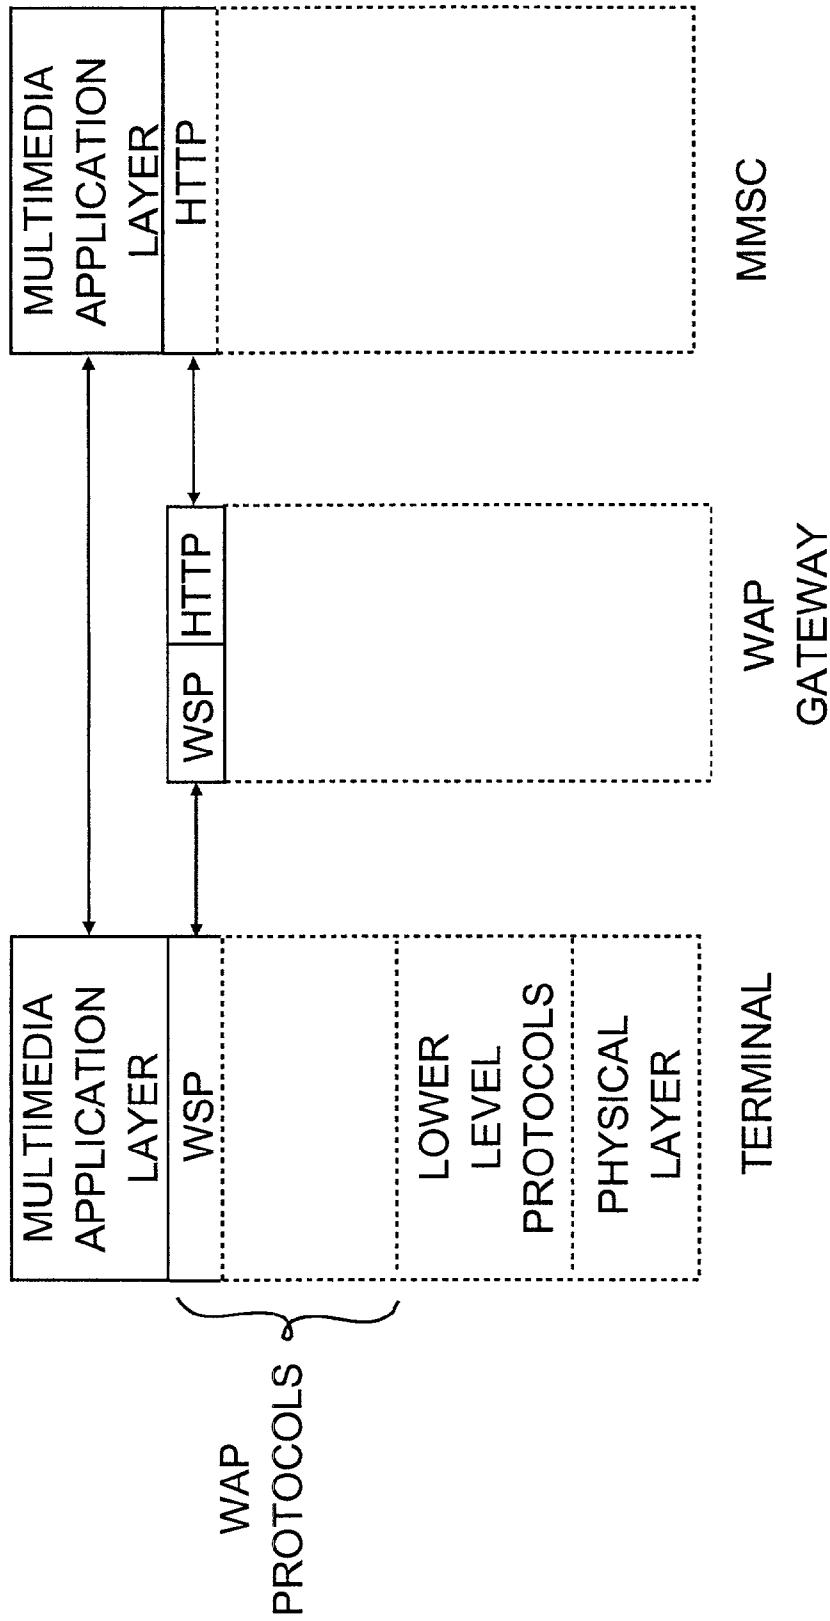 MULTIMEDIA
APPLICATION
LAYER
WSP
LOWER
LEVEL
PROTOCOLS
PHYSICAL
LAYER
TERMINAL
WAP
PROTOCOLS
WSP
HTTP
WAP
GATEWAY
MULTIMEDIA
APPLICATION
LAYER
HTTP
MMSC